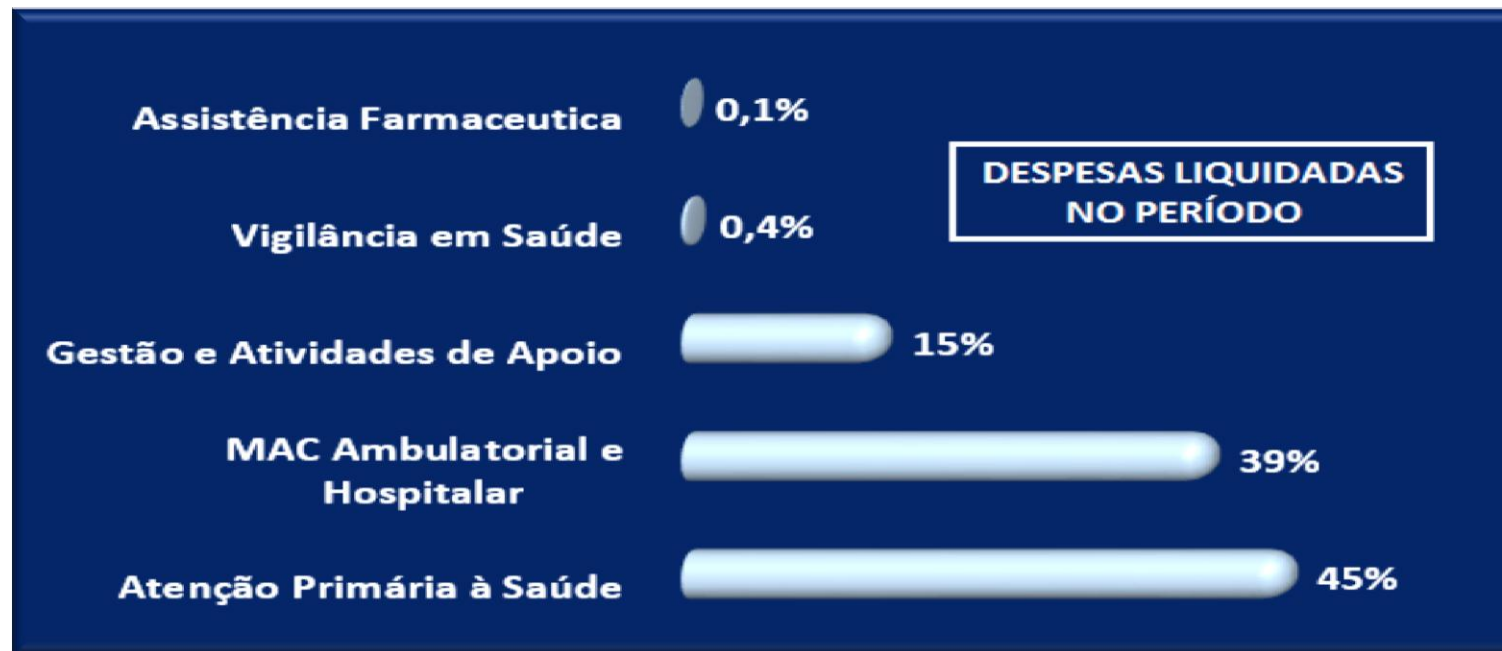 Assistência Farmaceutica
0,1%
DESPESAS LIQUIDADAS
NO PERÍODO
Vigilância em Saúde
0,4%
Gestão e Atividades de Apoio
15%
MAC Ambulatorial e
Hospitalar
39%
Atenção Primária à Saúde
45%